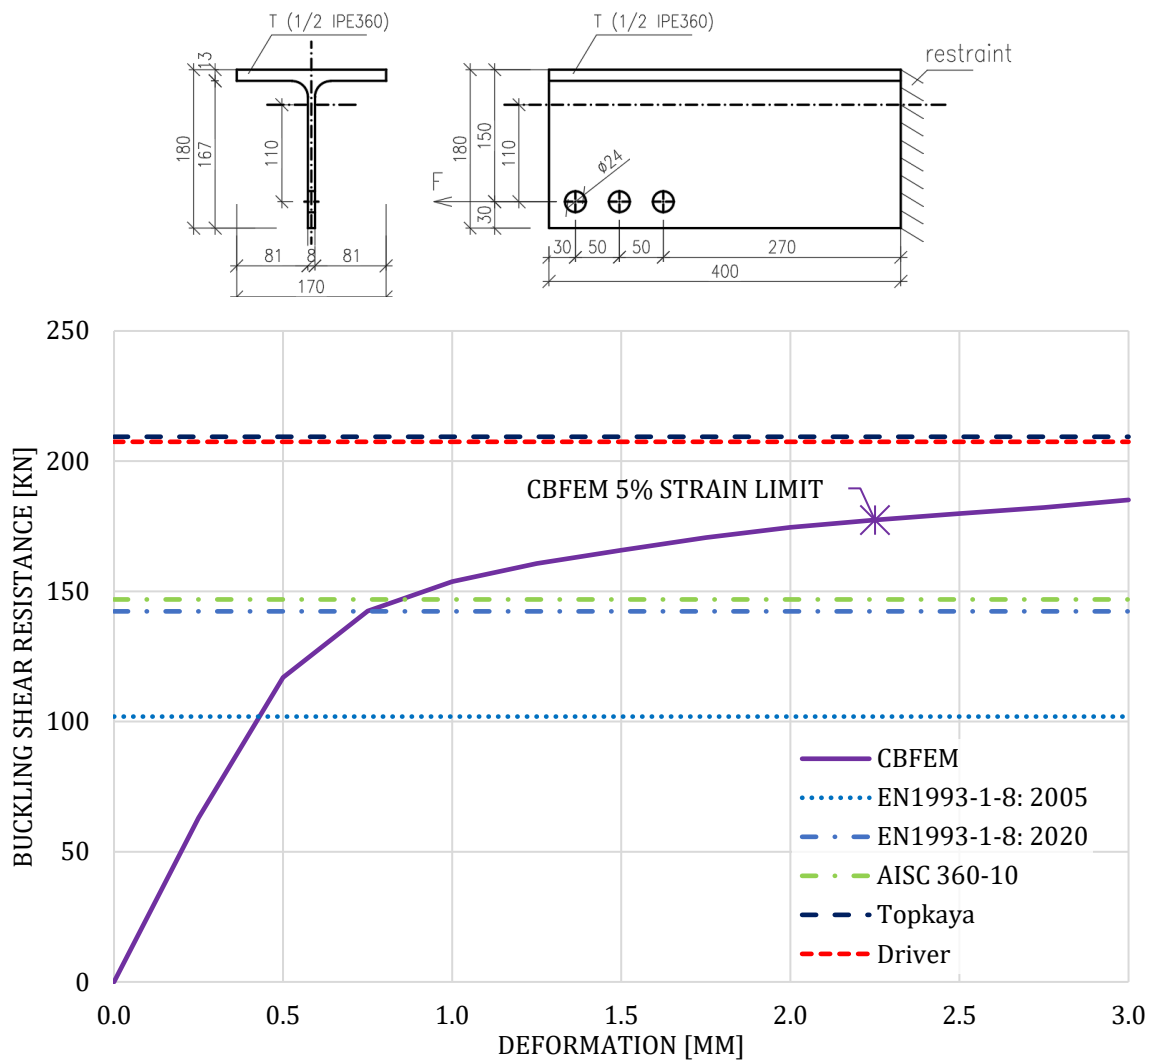 T (1/2 IPE360)
13
180
167
110
81
8
81
170
T (1/2 IPE360)
restraint
180
150
110
30
ø24
F
30
50
50
270
400
BUCKLING SHEAR RESISTANCE [KN]
250
200
150
100
50
0
CBFEM 5% STRAIN LIMIT
CBFEM
EN1993-1-8: 2005
EN1993-1-8: 2020
AISC 360-10
Topkaya
Driver
0.0
0.5
1.0
1.5
2.0
2.5
3.0
DEFORMATION [MM]